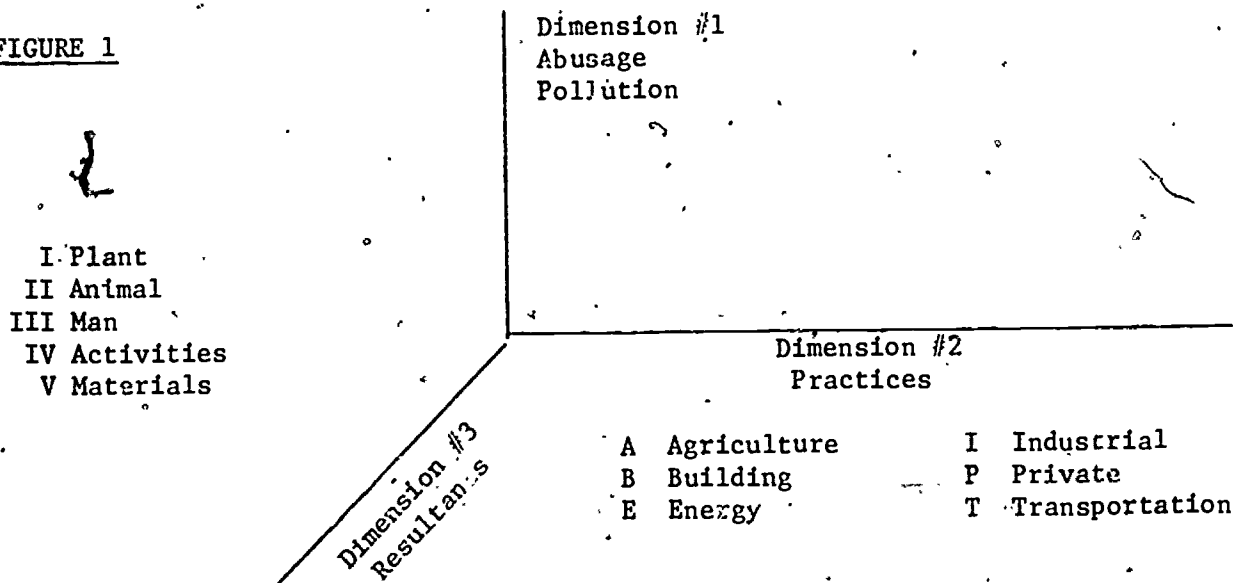 FIGURE 1
Dimension #1
Abusage
Pollution
I Plant
II Animal
III Man
IV Activities
V Materials
Dimension #2
Practices
A Agriculture
B Building
E Energy
I Industrial
P Private
T Transportation
Dimension #3
Resultants